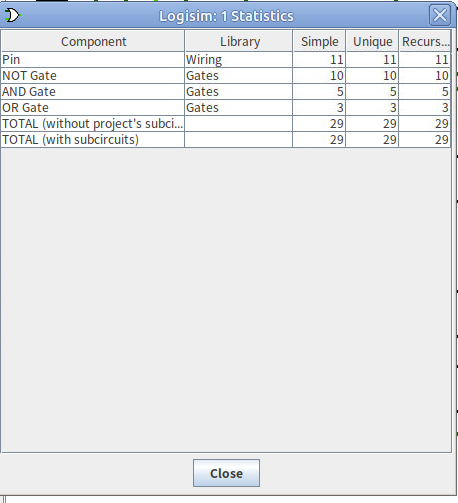 Logisim: 1 Statistics
Component Library Simple Unique Recurs...
Pin Wiring 11 11 11
NOT Gate Gates 10 10 10
AND Gate Gates 5 5 5
OR Gate Gates 3 3 3
TOTAL (without project's subci... 29 29 29
TOTAL (with subcircuits) 29 29 29
Close